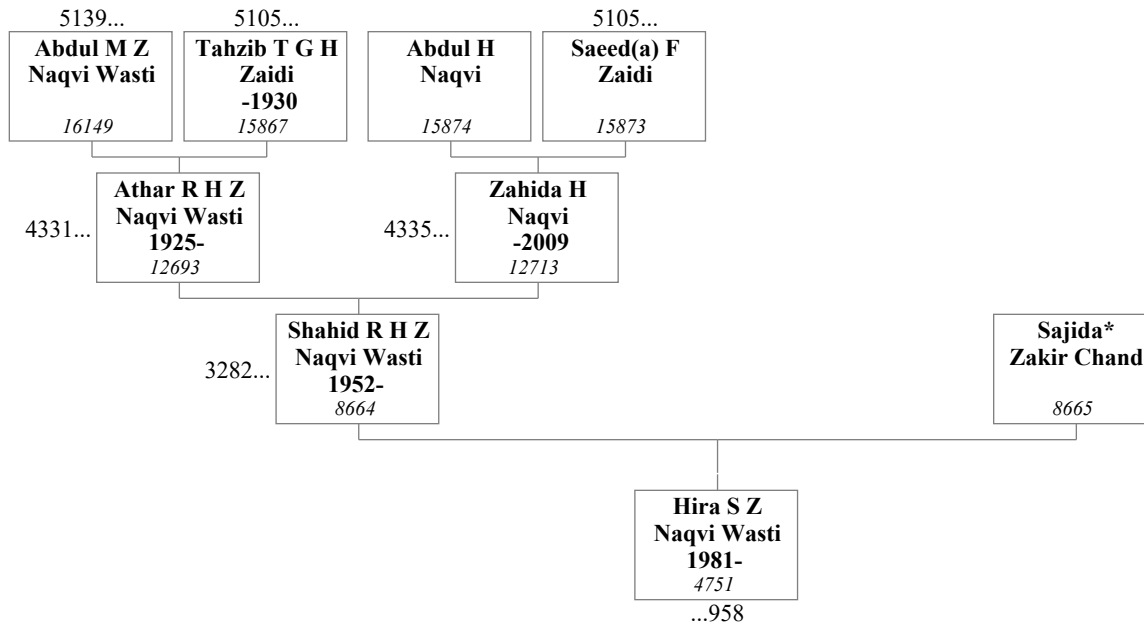 5139...
5105...
5105...
Abdul M Z
Naqvi Wasti
16149
Tahzib T G H
Zaidi
-1930
15867
Abdul H
Naqvi
15874
Saeed(a) F
Zaidi
15873
4331...
Athar R H Z
Naqvi Wasti
1925-
12693
4335...
Zahida H
Naqvi
-2009
12713
3282...
Shahid R H Z
Naqvi Wasti
1952-
8664
Sajida*
Zakir Chand
8665
Hira S Z
Naqvi Wasti
1981-
4751
...958